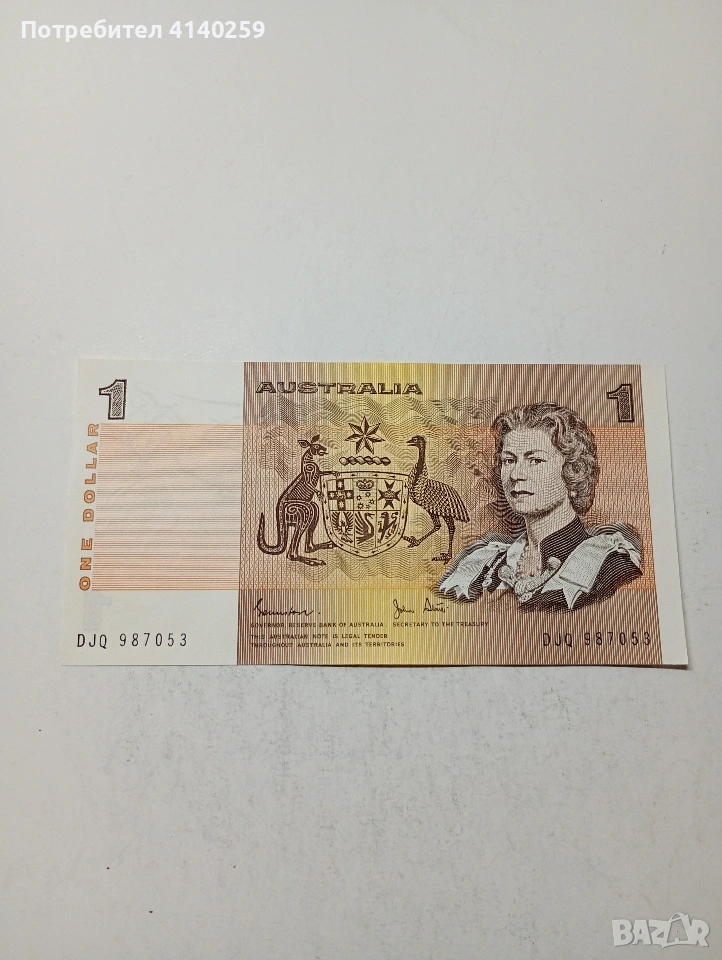 Потребител 4140259
1
AUSTRALIA
1
ONE DOLLAR
GOVERNOR, RESERVE BANK OF AUSTRALIA. SECRETARY TO THE TREASURY
THIS AUSTRALIAN NOTE IS LEGAL TENDER
THROUGHOUT AUSTRALIA AND ITS TERRITORIES
DJQ 987053
DJQ 987053
BAZAR